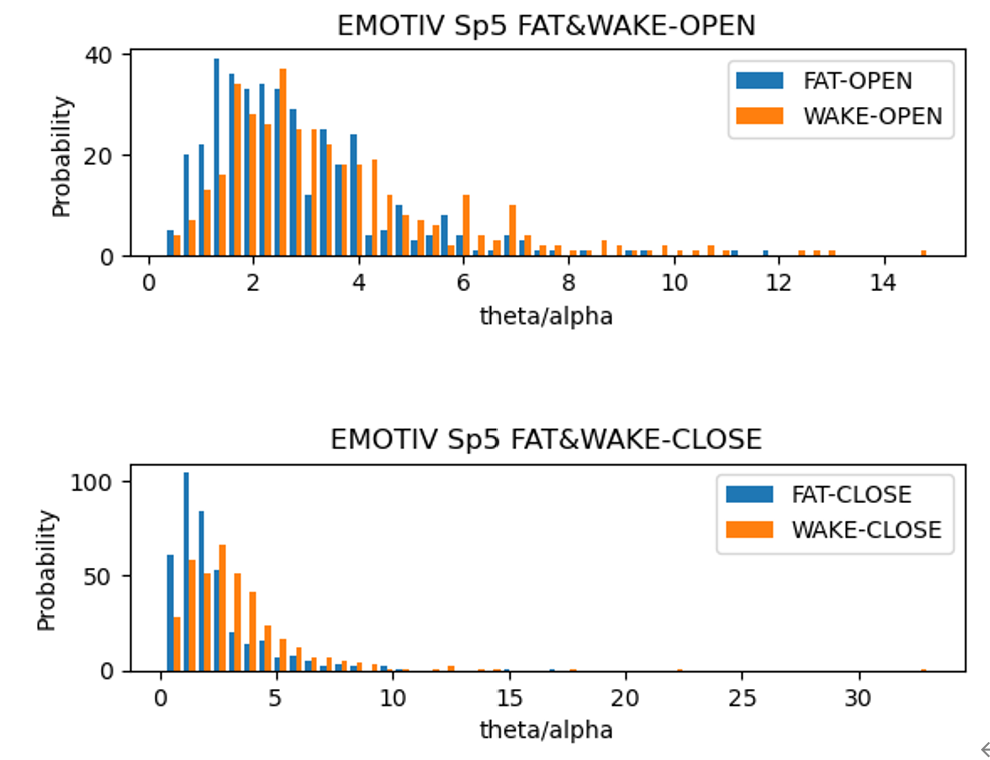 EMOTIV Sp5 FAT&WAKE-OPEN
40
20
0
Probability
FAT-OPEN
WAKE-OPEN
0 2 4 6 8 10 12 14
theta/alpha
EMOTIV Sp5 FAT&WAKE-CLOSE
100
50
0
Probability
FAT-CLOSE
WAKE-CLOSE
0 5 10 15 20 25 30
theta/alpha